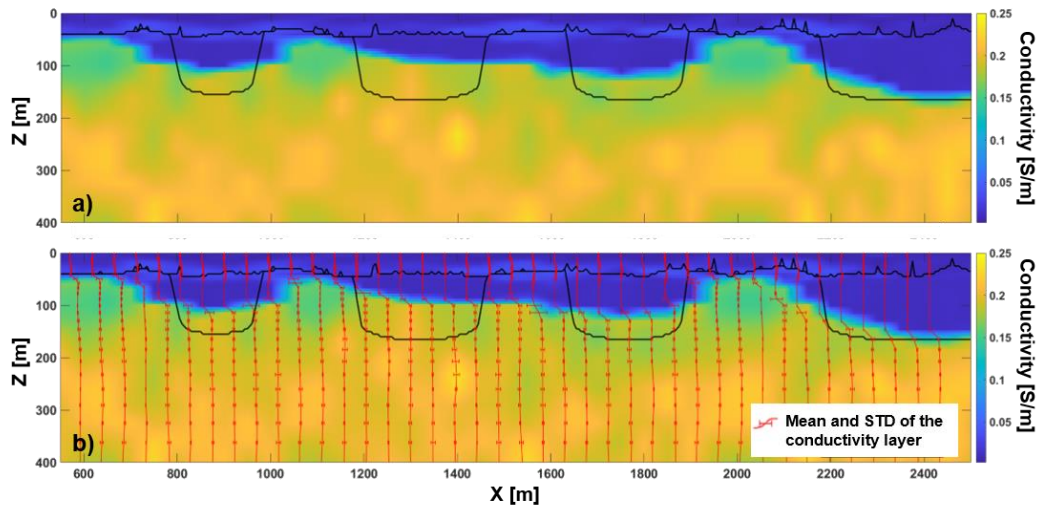 0
100
200
300
400
Z [m]
a)
0.25
0.2
0.15
0.1
0.05
Conductivity [S/m]
0
100
200
300
400
Z [m]
b)
Mean and STD of the
conductivity layer
0.25
0.2
0.15
0.1
0.05
Conductivity [S/m]
600 800 1000 1200 1400 1600 1800 2000 2200 2400
X [m]